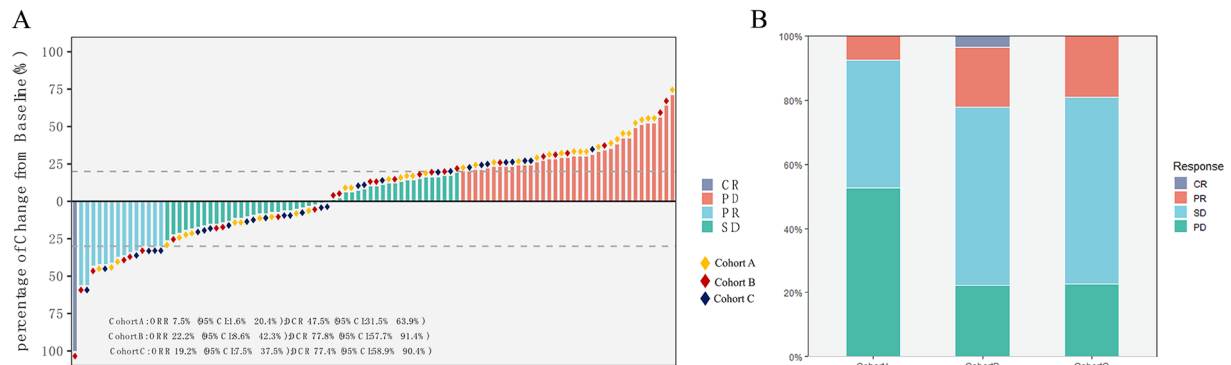 A
B
percentage of Change from Baseline (%)
100
75
50
25
0
25
50
75
100
CohortA: ORR 7.5% (95% CI:1.6% 20.4%);DCR 47.5% (95% CI:31.5% 63.9%)
CohortB: ORR 22.2% (95% CI:8.6% 42.3%);DCR 77.8% (95% CI:57.7% 91.4%)
CohortC: ORR 19.2% (95% CI:7.5% 37.5%);DCR 77.4% (95% CI:58.9% 90.4%)
CR
PD
PR
SD
Cohort A
Cohort B
Cohort C
100%
80%
60%
40%
20%
0%
Response
CR
PR
SD
PD